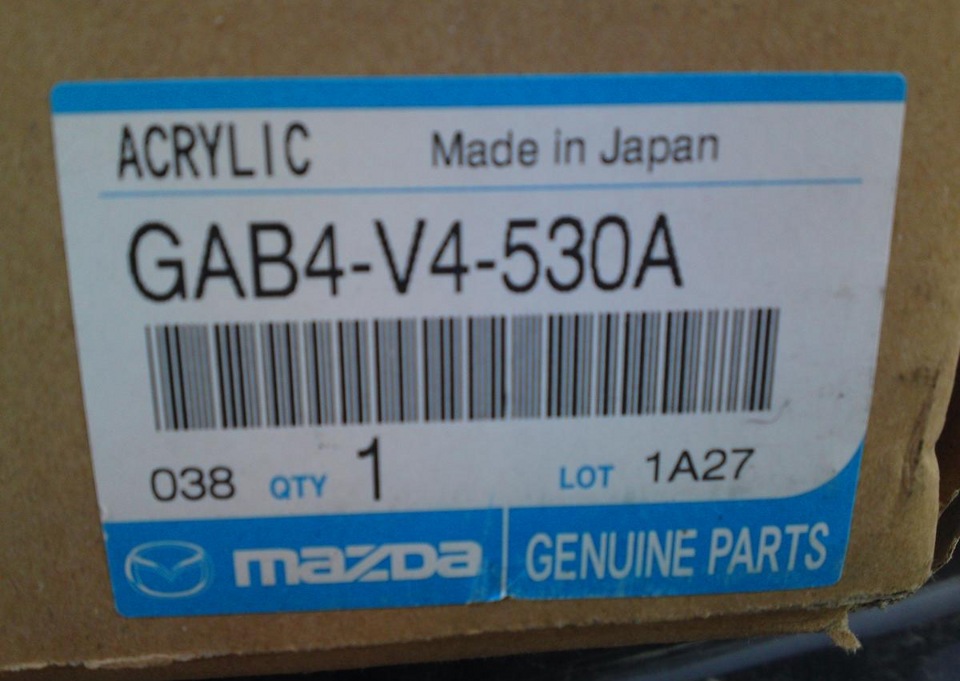 ACRYLIC Made in Japan
GAB4-V4-530A
038 QTY 1 LOT 1A27
mazda GENUINE PARTS